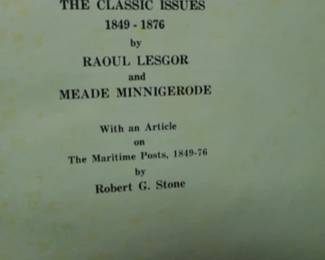 THE CLASSIC ISSUES
1849 - 1876
by
RAOUL LESGOR
and
MEADE MINNIGERODE
With an Article
on
The Maritime Posts, 1849-76
by
Robert G. Stone